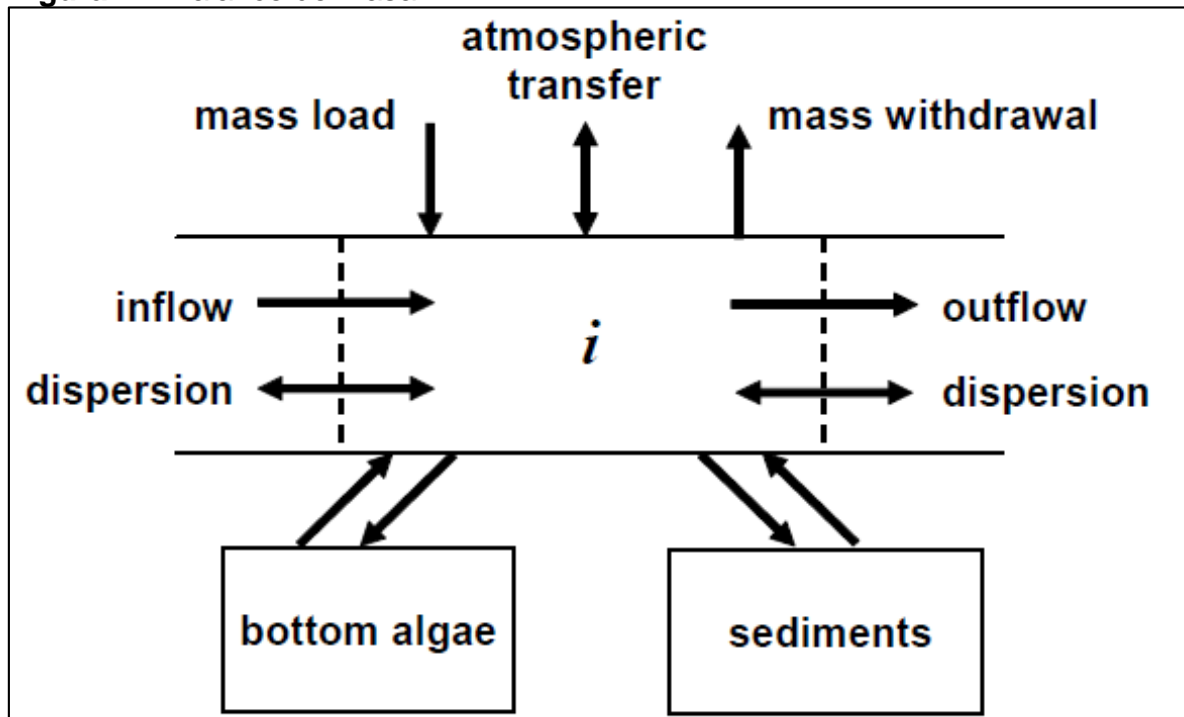 atmospheric
transfer
mass load
mass withdrawal
inflow
i
outflow
dispersion
dispersion
bottom algae
sediments